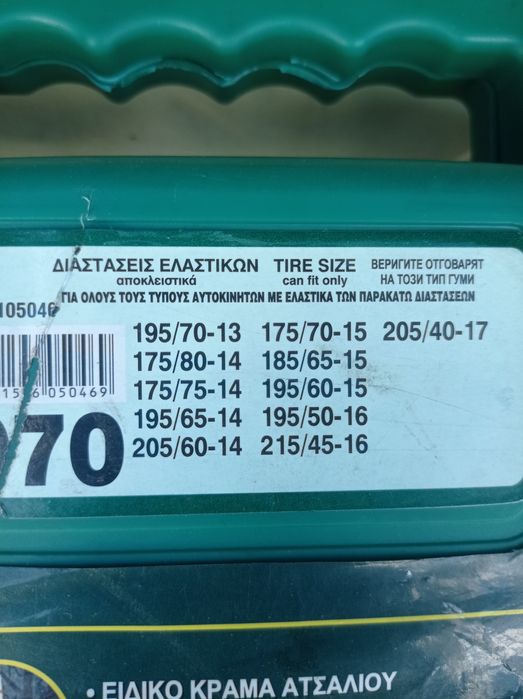 ΔΙΑΣΤΑΣΕΙΣ ΕΛΑΣΤΙΚΩΝ TIRE SIZE ВЕРИГИТЕ ОТГОВАРЯТ
αποκλειστικά can fit only НА ТОЗИ ТИП ГУМИ
ΓΙΑ ΟΛΟΥΣ ΤΟΥΣ ΤΥΠΟΥΣ ΑΥΤΟΚΙΝΗΤΩΝ ΜΕ ΕΛΑΣΤΙΚΑ ΤΩΝ ΠΑΡΑΚΑΤΩ ΔΙΑΣΤΑΣΕΩΝ
105046
195/70-13 175/70-15 205/40-17
175/80-14 185/65-15
175/75-14 195/60-15
195/65-14 195/50-16
205/60-14 215/45-16
050469
70
• ΕΙΔΙΚΟ ΚΡΑΜΑ ΑΤΣΑΛΙΟΥ